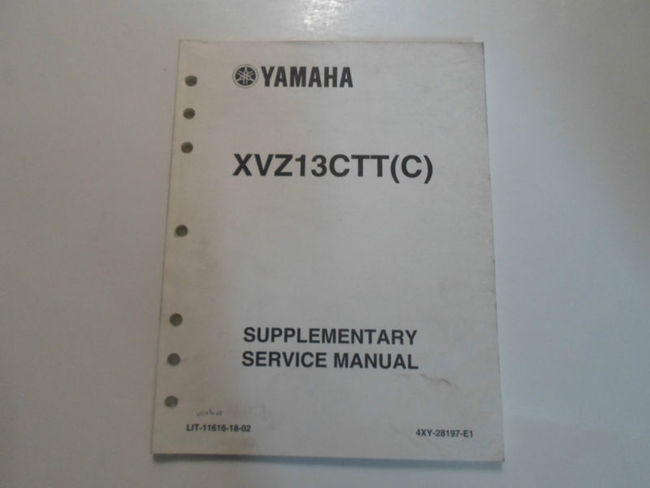 YAMAHA
XVZ13CTT(C)
SUPPLEMENTARY
SERVICE MANUAL
LIT-11616-18-02
4XY-28197-E1